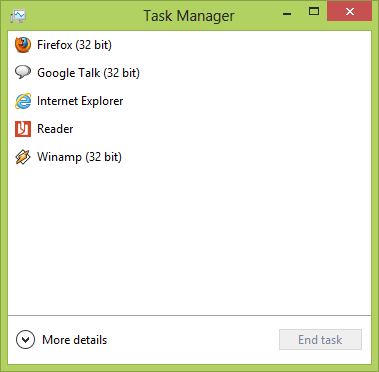 Task Manager
Firefox (32 bit)
Google Talk (32 bit)
Internet Explorer
Reader
Winamp (32 bit)
More details
End task